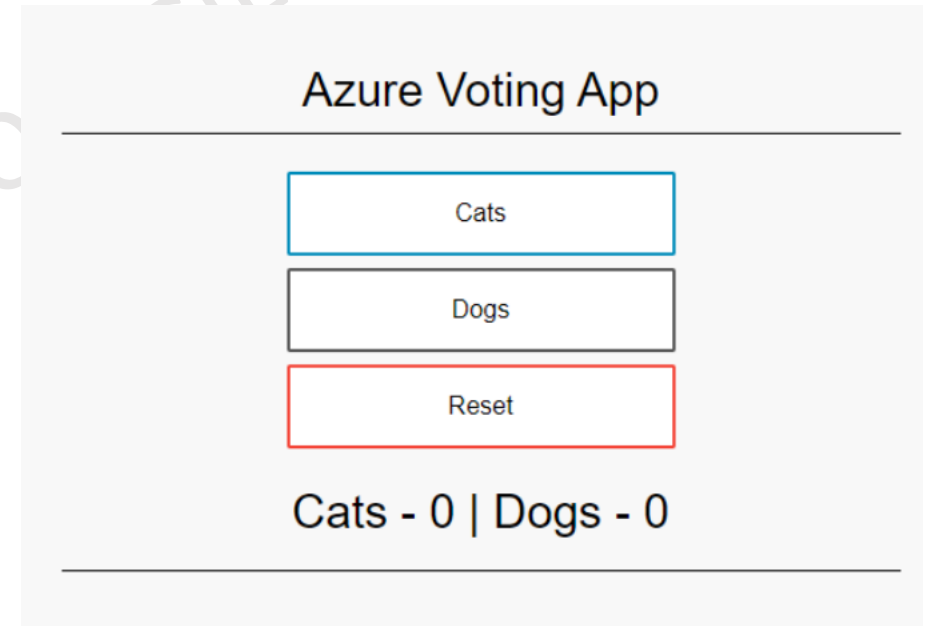 Azure Voting App
Cats
Dogs
Reset
Cats - 0 | Dogs - 0